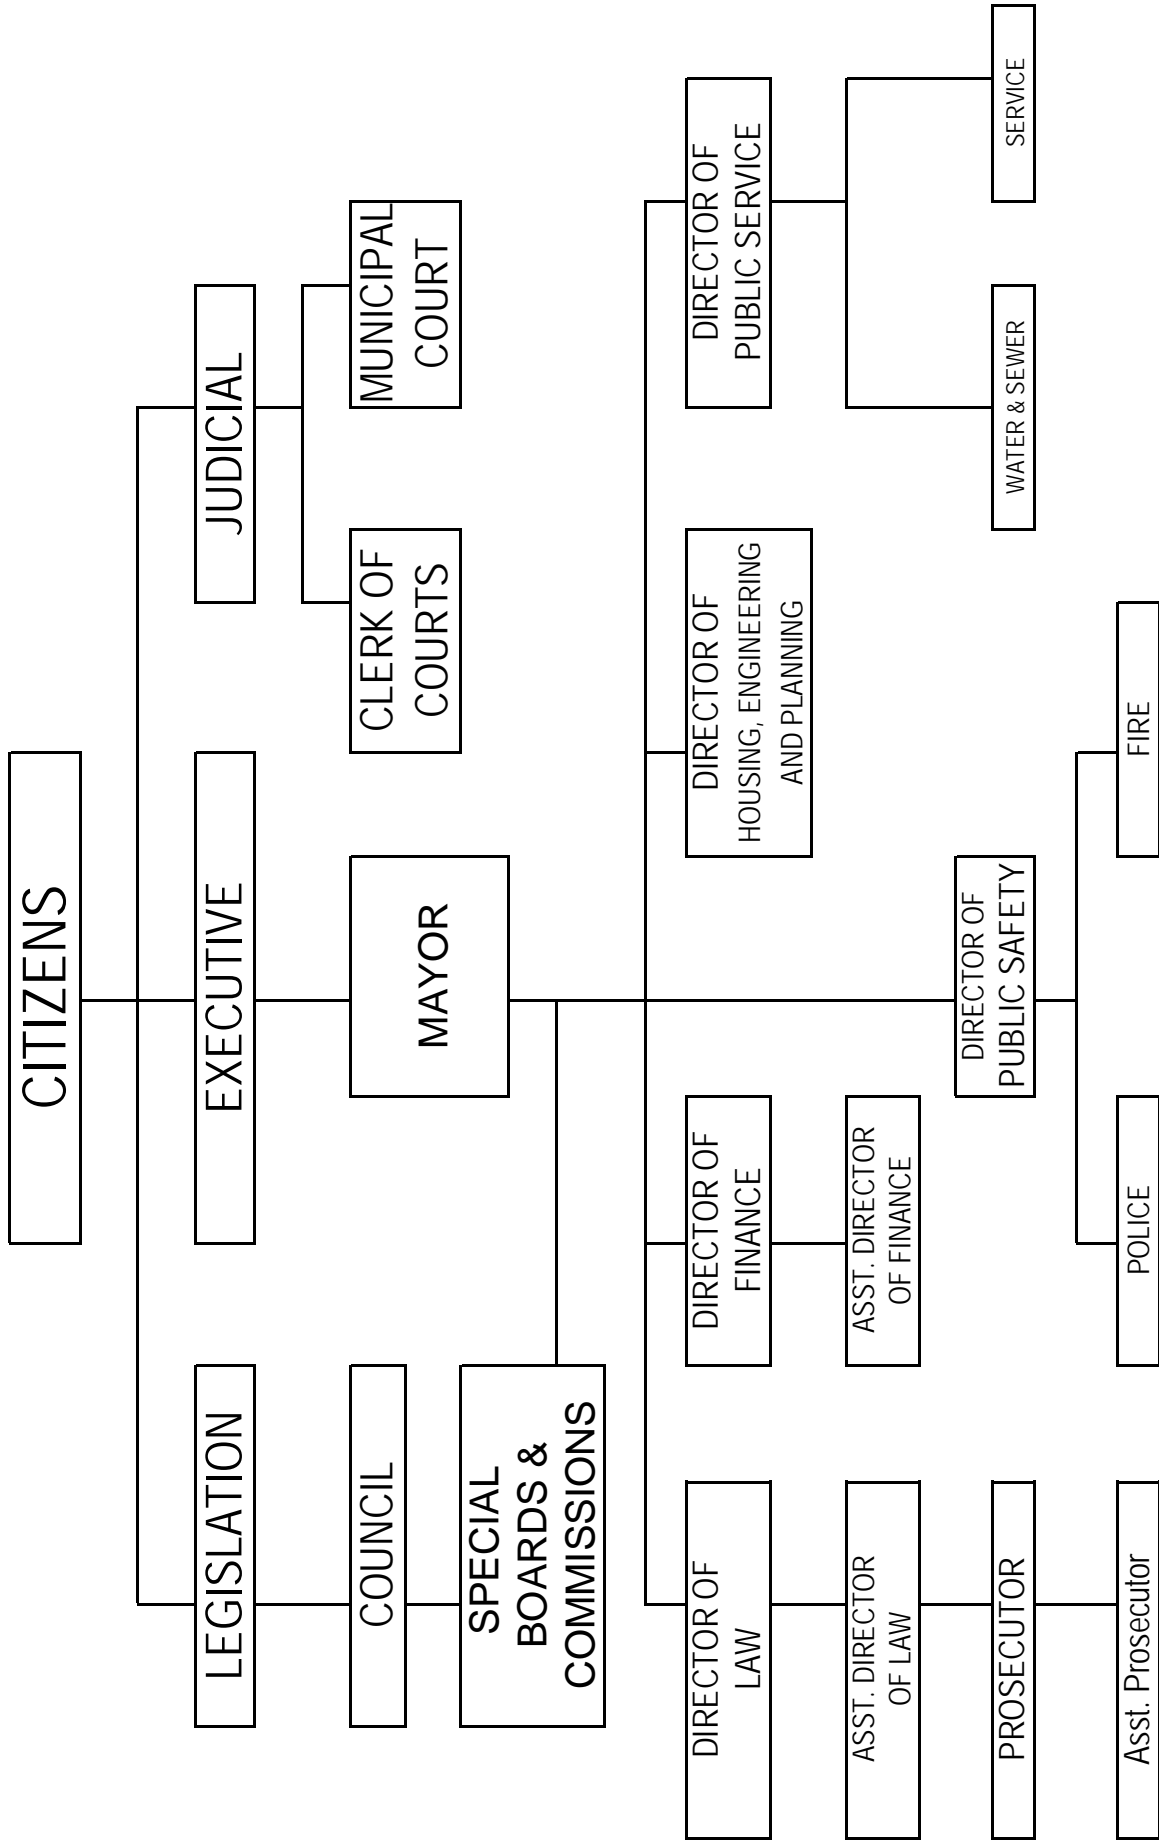 CITIZENS
LEGISLATION
EXECUTIVE
JUDICIAL
COUNCIL
MAYOR
CLERK OF
COURTS
MUNICIPAL
COURT
SPECIAL
BOARDS &
COMMISSIONS
DIRECTOR OF
LAW
DIRECTOR OF
FINANCE
DIRECTOR OF
HOUSING, ENGINEERING
AND PLANNING
DIRECTOR OF
PUBLIC SERVICE
ASST. DIRECTOR
OF LAW
ASST. DIRECTOR
OF FINANCE
DIRECTOR OF
PUBLIC SAFETY
PROSECUTOR
WATER & SEWER
SERVICE
Asst. Prosecutor
POLICE
FIRE